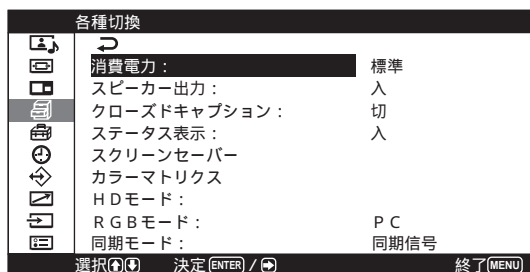 各種切換
消費電力： 標準
スピーカー出力： 入
クローズドキャプション： 切
ステータス表示： 入
スクリーンセーバー
カラーマトリクス
ＨＤモード：
ＲＧＢモード： ＰＣ
同期モード： 同期信号
選択 決定 ENTER / 終了 MENU